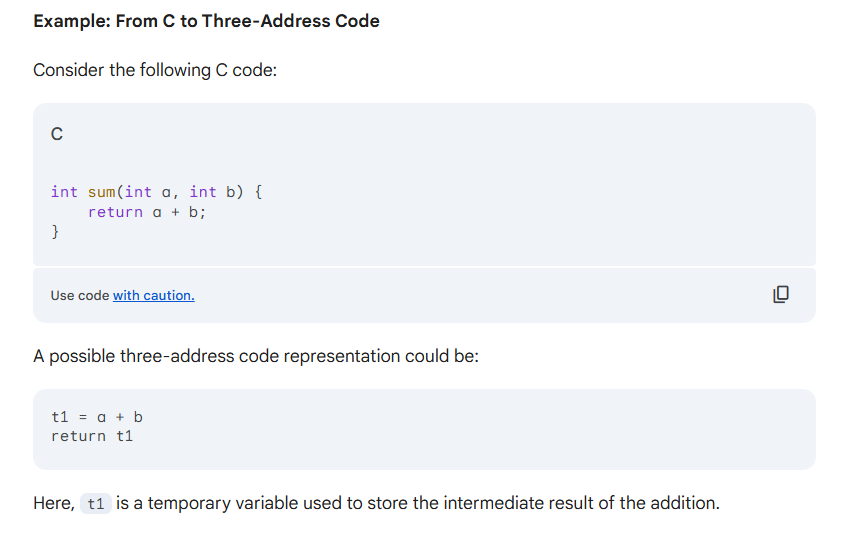 Example: From C to Three-Address Code
Consider the following C code:
C
int sum(int a, int b) {
    return a + b;
}
Use code with caution.
A possible three-address code representation could be:
t1 = a + b
return t1
Here, t1 is a temporary variable used to store the intermediate result of the addition.